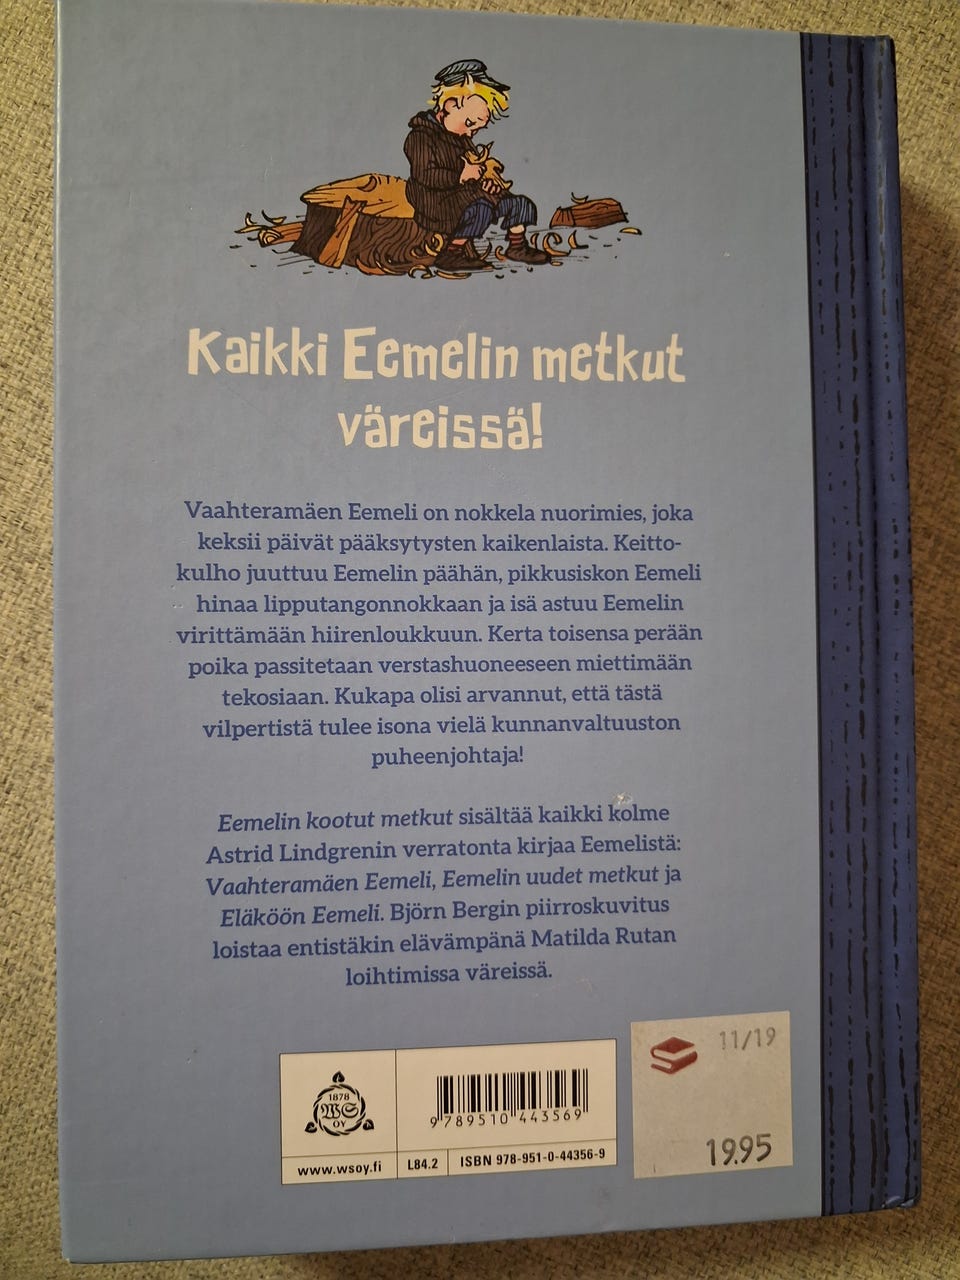 Kaikki Eemelin metkut
väreissä!
Vaahteramäen Eemeli on nokkela nuorimies, joka
keksii päivät pääksytysten kaikenlaista. Keitto-
kulho juuttuu Eemelin päähän, pikkusiskon Eemeli
hinaa lipputangonnokkaan ja isä astuu Eemelin
virittämään hiirenloukkuun. Kerta toisensa perään
poika passitetaan verstashuoneeseen miettimään
tekosiaan. Kukapa olisi arvannut, että tästä
vilpertistä tulee isona vielä kunnanvaltuuston
puheenjohtaja!
Eemelin kootut metkut sisältää kaikki kolme
Astrid Lindgrenin verratonta kirjaa Eemelistä:
Vaahteramäen Eemeli, Eemelin uudet metkut ja
Eläköön Eemeli. Björn Bergin piirroskuvitus
loistaa entistäkin elävämpänä Matilda Rutan
loihtimissa väreissä.
1878
WS
OY
www.wsoy.fi
9 789510 443569
L84.2
ISBN 978-951-0-44356-9
11/19
19.95